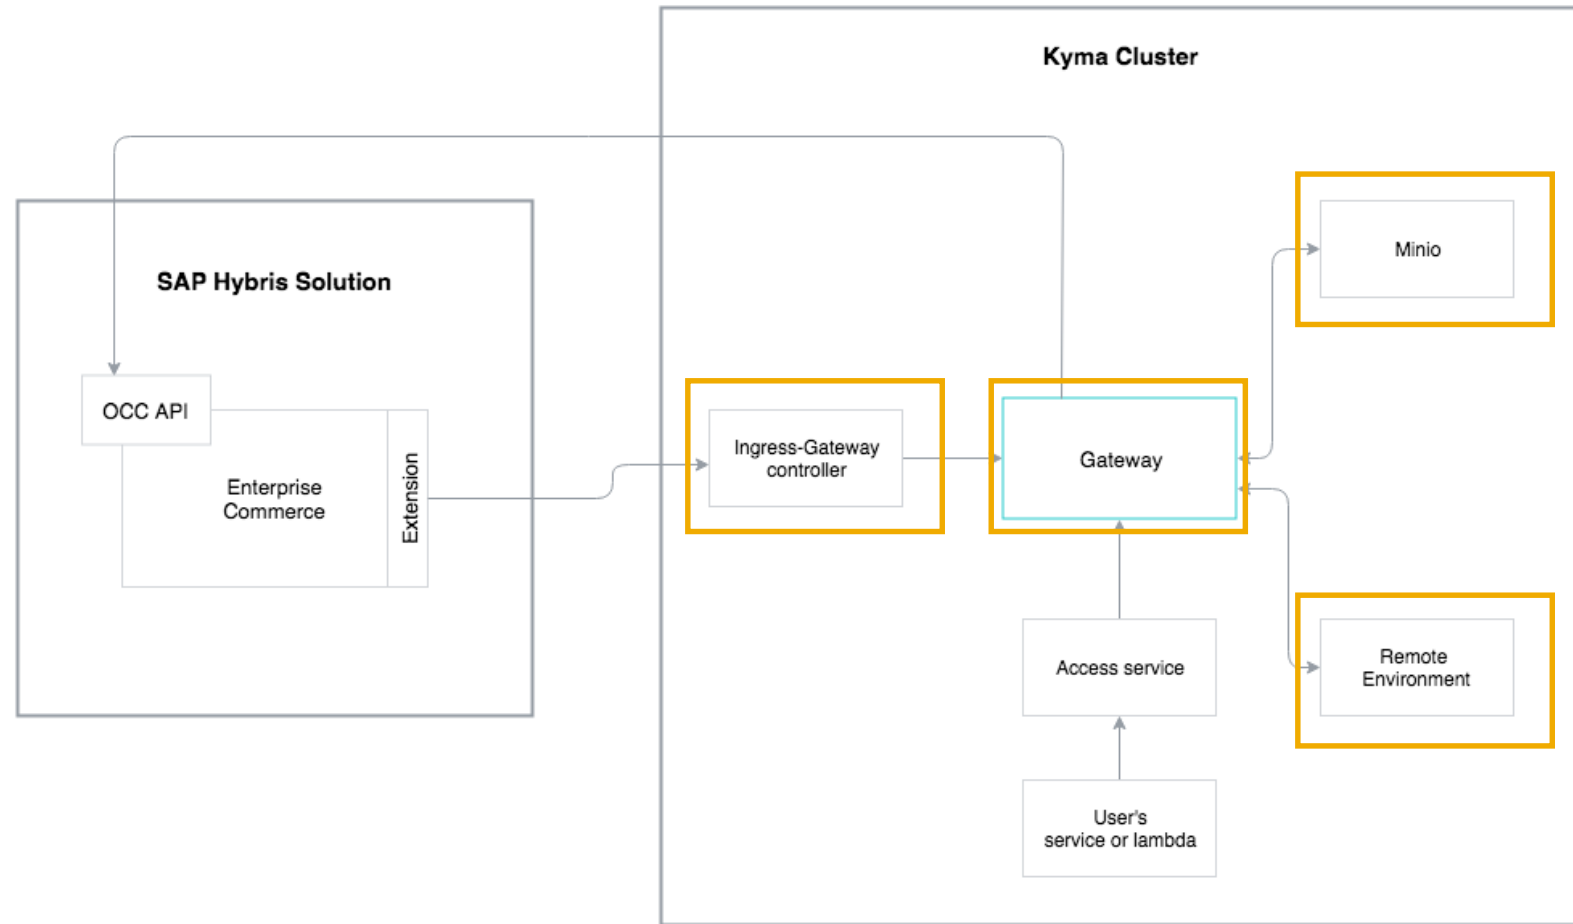 Kyma Cluster
SAP Hybris Solution
Minio
OCC API
Enterprise
Commerce
Extension
Ingress-Gateway
controller
Gateway
Access service
Remote
Environment
User's
service or lambda